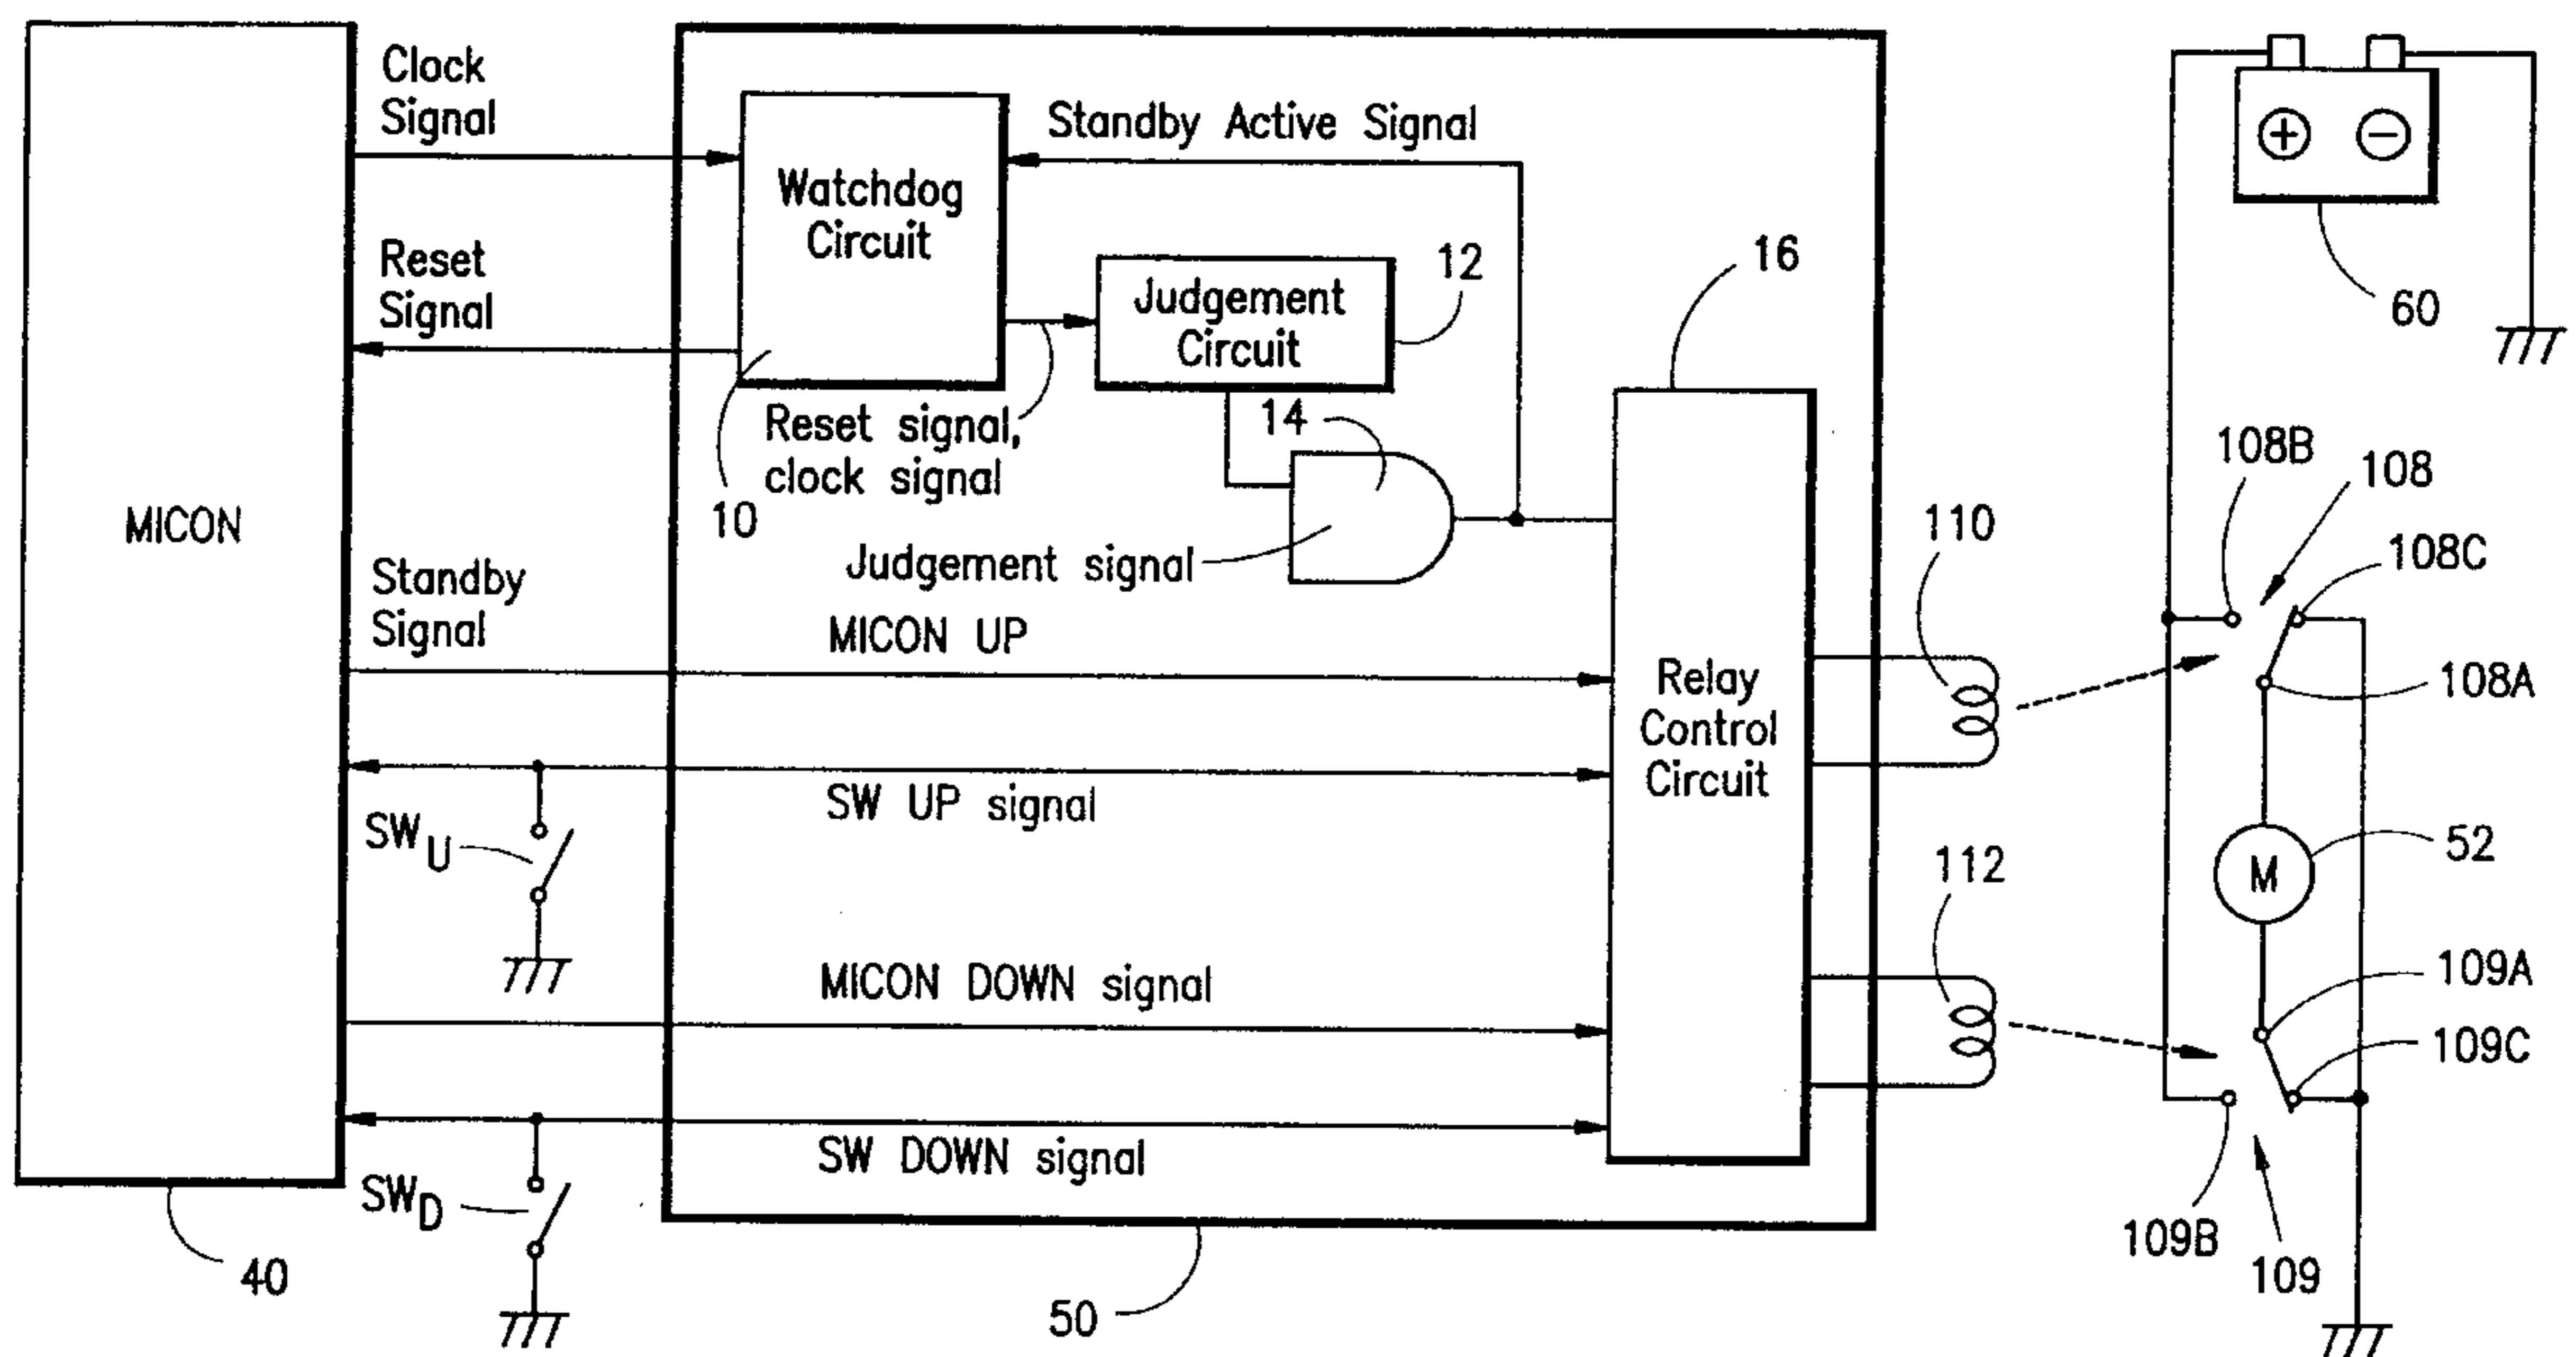 Clock
Signal
Standby Active Signal
Watchdog
Circuit
+
−
Reset
Signal
Judgement
Circuit
12
16
60
Reset signal,
clock signal
14
10
108B
108
MICON
Judgement signal
110
108C
Standby
Signal
MICON UP
Relay
Control
Circuit
108A
SW UP signal
SWU
112
M
52
MICON DOWN signal
109A
109C
SW DOWN signal
SWD
109B
109
40
50